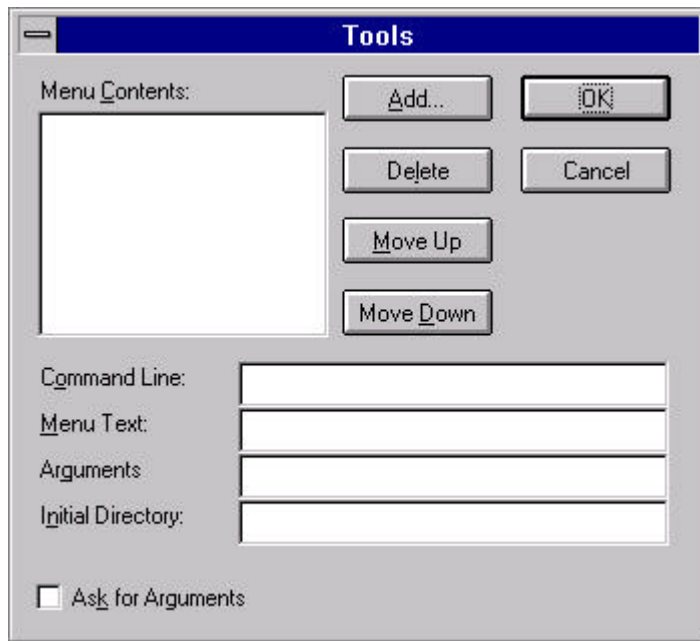 Tools
Menu Contents:
Add...
OK
Delete
Cancel
Move Up
Move Down
Command Line:
Menu Text:
Arguments
Initial Directory:
Ask for Arguments